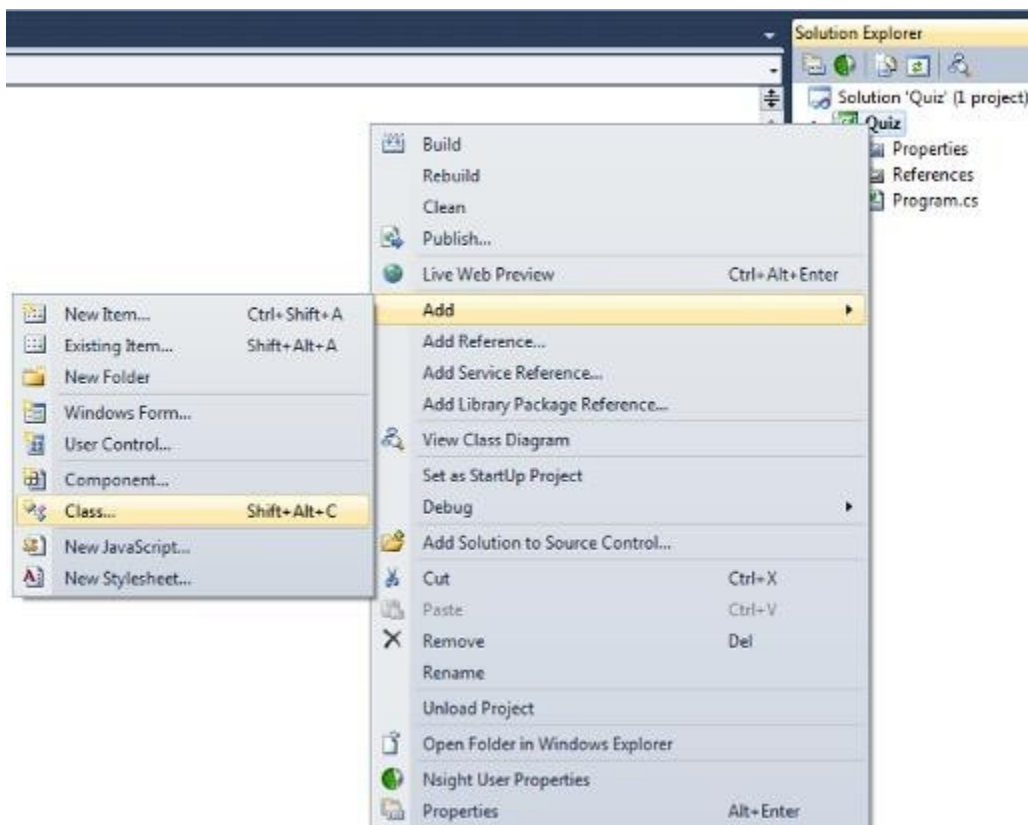 Solution Explorer
Solution 'Quiz' (1 project)
Quiz
Properties
References
Program.cs
Build
Rebuild
Clean
Publish...
Live Web Preview Ctrl+Alt+Enter
Add
Add Reference...
Add Service Reference...
Add Library Package Reference...
View Class Diagram
Set as StartUp Project
Debug
Add Solution to Source Control...
Cut Ctrl+X
Paste Ctrl+V
Remove Del
Rename
Unload Project
Open Folder in Windows Explorer
Nsight User Properties
Properties Alt+Enter
New Item... Ctrl+Shift+A
Existing Item... Shift+Alt+A
New Folder
Windows Form...
User Control...
Component...
Class... Shift+Alt+C
New JavaScript...
New Stylesheet...